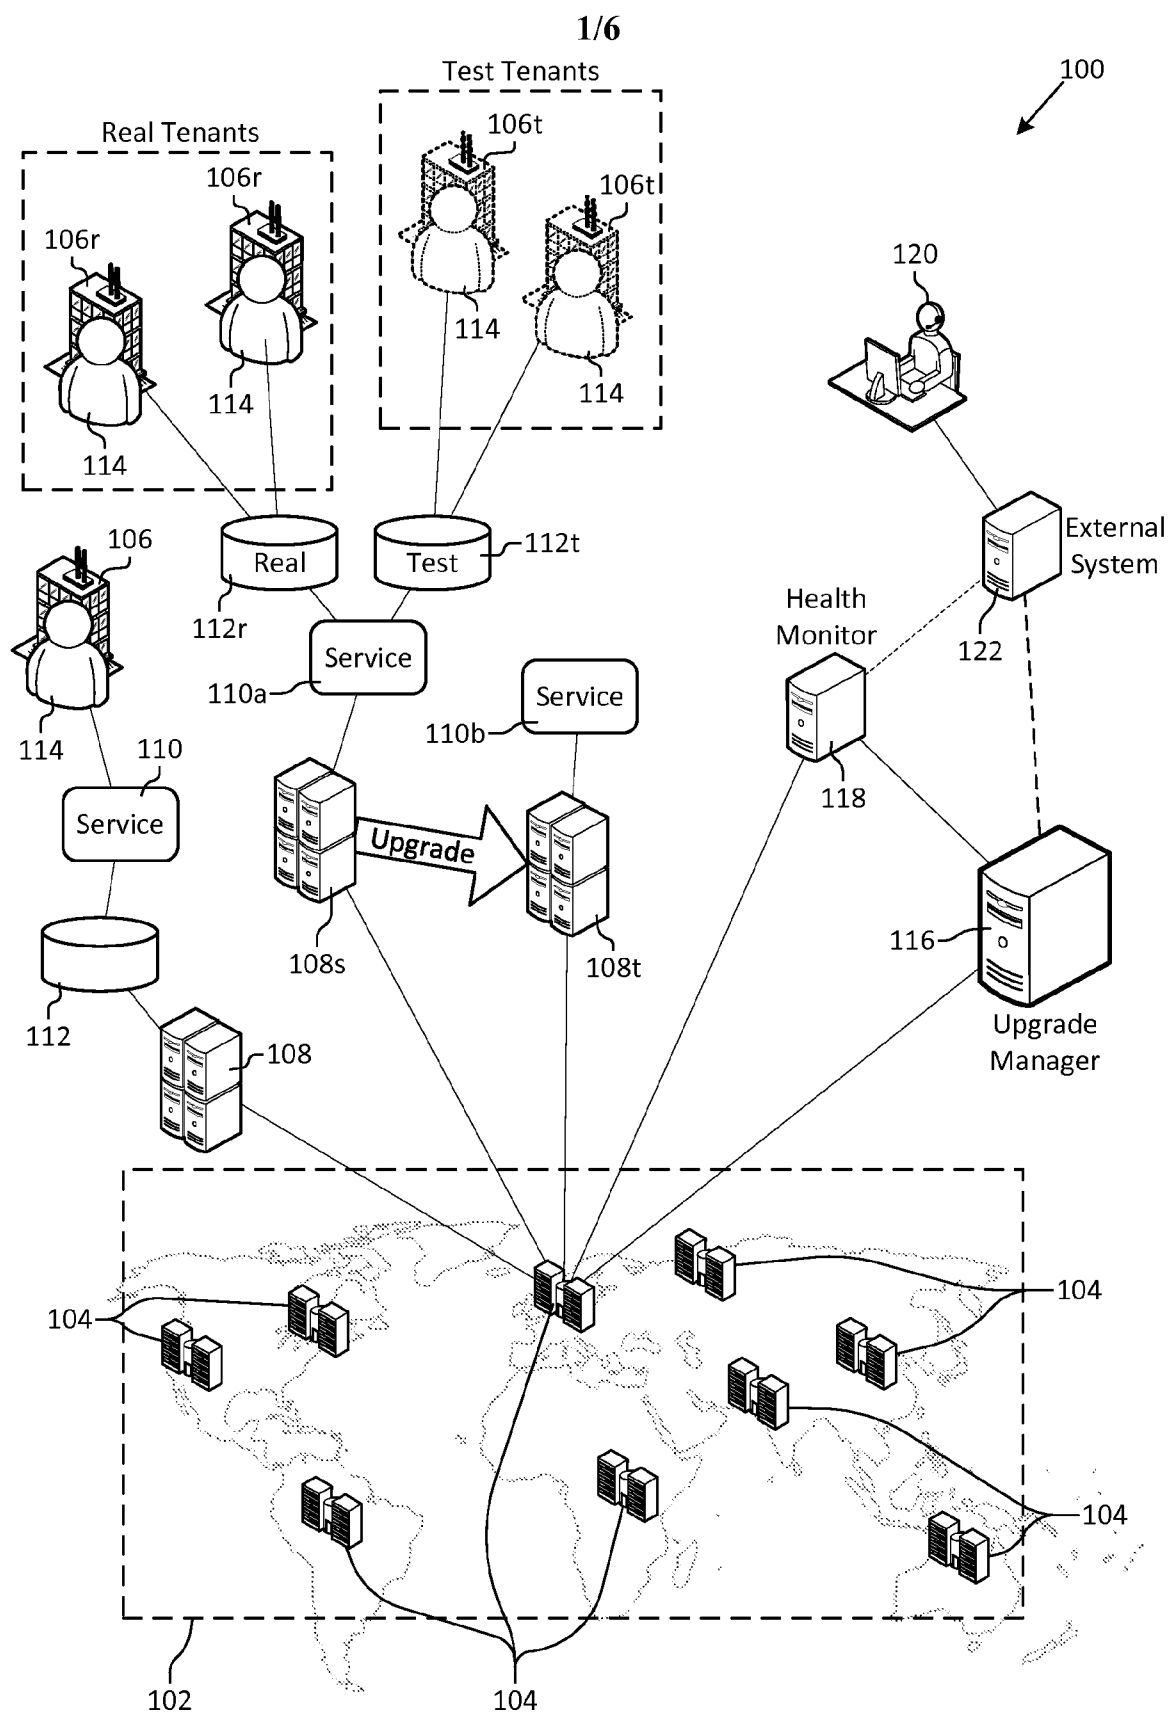 1/6
Test Tenants
100
Real Tenants
106t
106r
106t
106r
120
114
114
114
114
106
Real
Test
112t
External
System
112r
Health
Monitor
122
Service
110a
Service
110b
114
110
118
Service
Upgrade
116
108s
108t
112
Upgrade
Manager
108
104
104
104
102
104